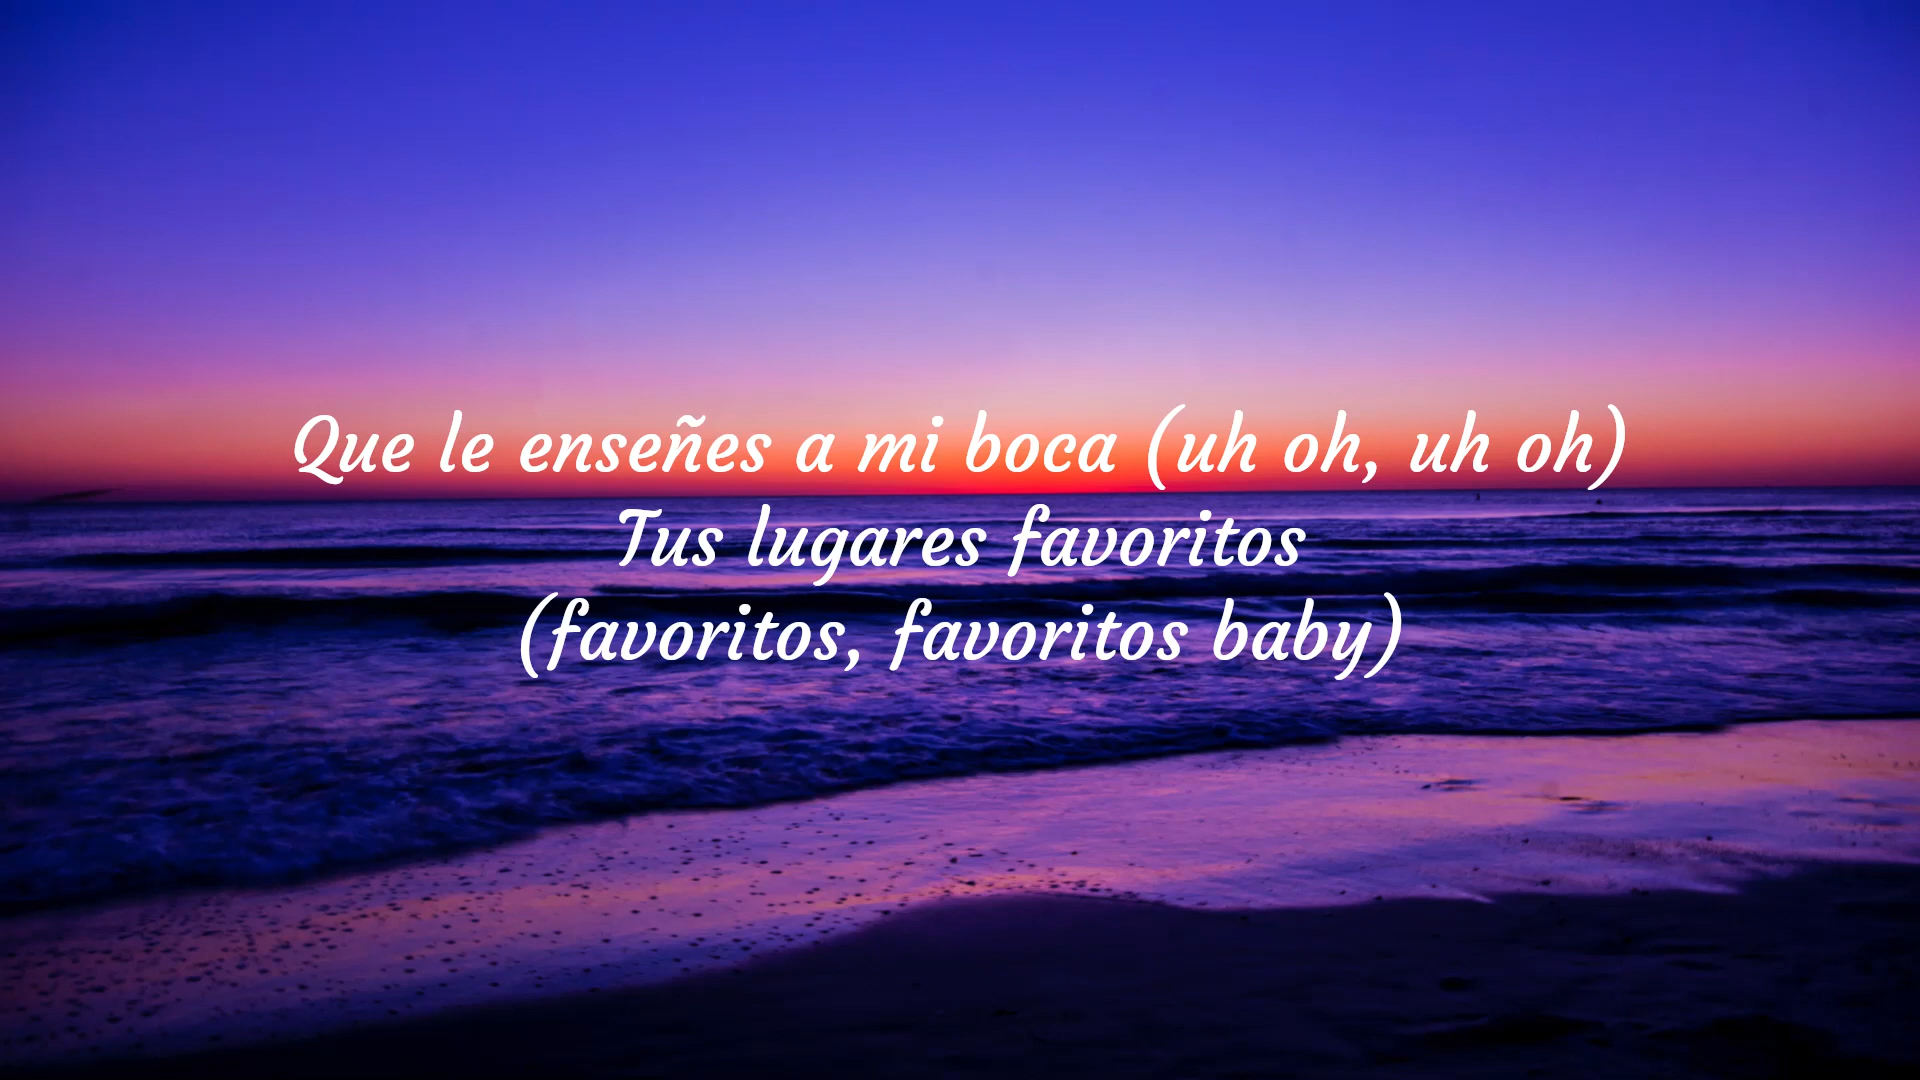 Que le enseñes a mi boca (uh oh, uh oh)
Tus lugares favoritos
(favoritos, favoritos baby)